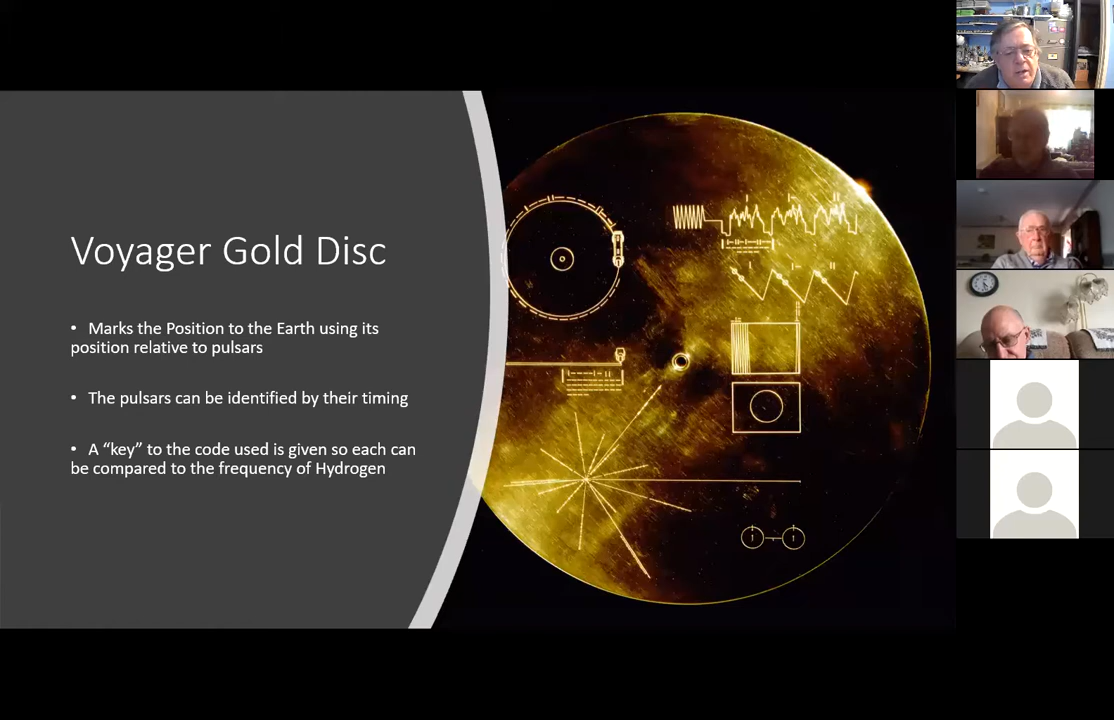 Voyager Gold Disc
• Marks the Position to the Earth using its
position relative to pulsars
• The pulsars can be identified by their timing
• A “key” to the code used is given so each can
be compared to the frequency of Hydrogen